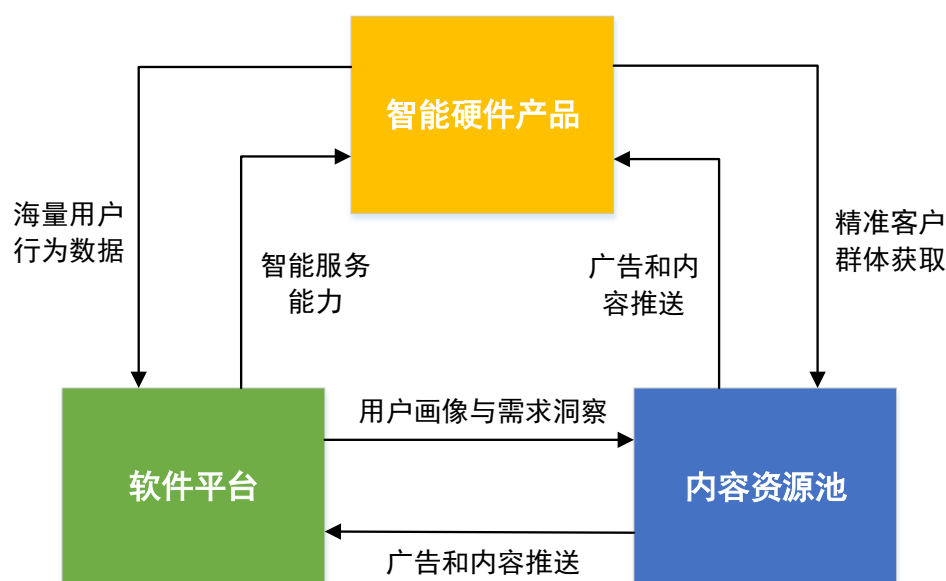 智能硬件产品
海量用户
行为数据
精准客户
群体获取
智能服务
能力
广告和内
容推送
用户画像与需求洞察
软件平台
内容资源池
广告和内容推送